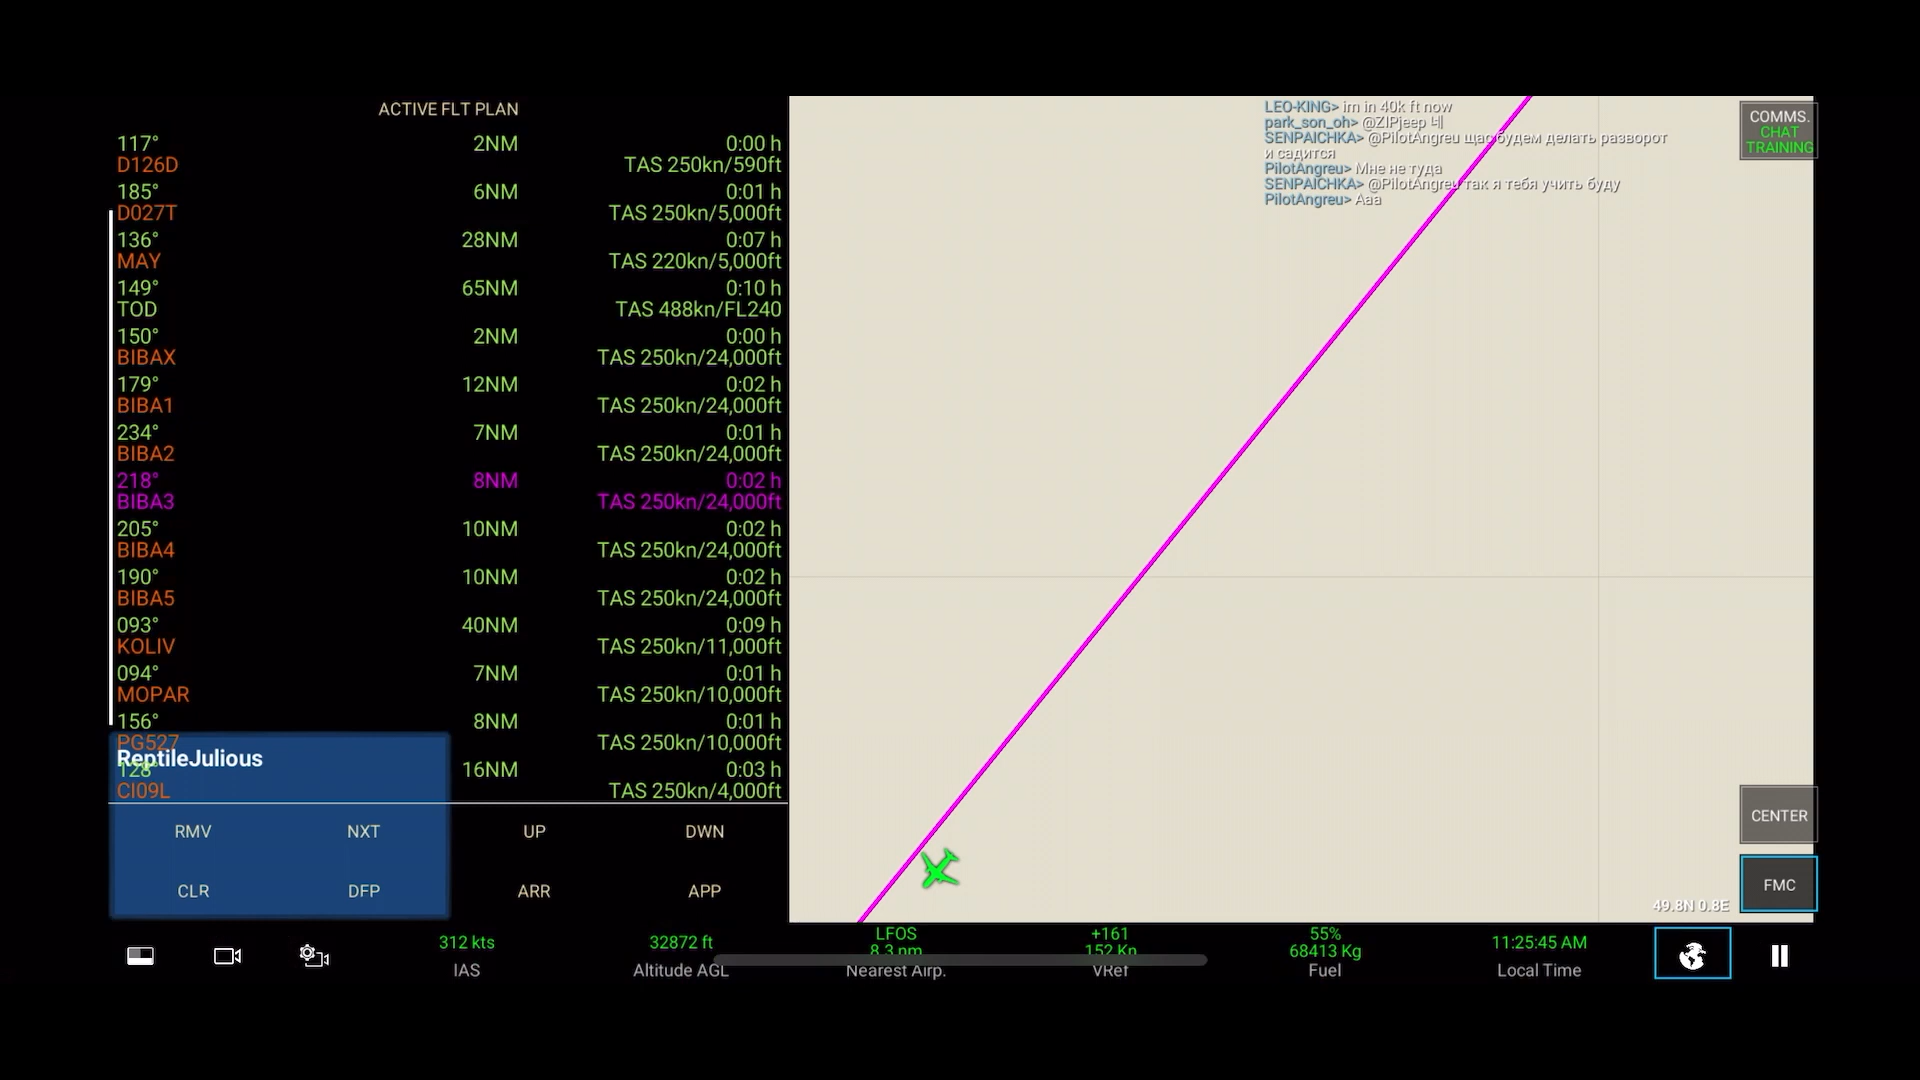 ACTIVE FLT PLAN
117° 2NM 0:00 h
D126D TAS 250kn/590ft
185° 6NM 0:01 h
D027T TAS 250kn/5,000ft
136° 28NM 0:07 h
MAY TAS 220kn/5,000ft
149° 65NM 0:10 h
TOD TAS 488kn/FL240
150° 2NM 0:00 h
BIBAX TAS 250kn/24,000ft
179° 12NM 0:02 h
BIBA1 TAS 250kn/24,000ft
234° 7NM 0:01 h
BIBA2 TAS 250kn/24,000ft
218° 8NM 0:02 h
BIBA3 TAS 250kn/24,000ft
205° 10NM 0:02 h
BIBA4 TAS 250kn/24,000ft
190° 10NM 0:02 h
BIBA5 TAS 250kn/24,000ft
093° 40NM 0:09 h
KOLIV TAS 250kn/11,000ft
094° 7NM 0:01 h
MOPAR TAS 250kn/10,000ft
156° 8NM 0:01 h
PG527 TAS 250kn/10,000ft
ReptileJulious
128° 16NM 0:03 h
CI09L TAS 250kn/4,000ft
RMV NXT UP DWN
CLR DFP ARR APP
LEO-KING> im in 40k ft now
park_son_oh> @ZIPjeep 네
SENPAICHKA> @PilotAngreu щас будем делать разворот
и садится
PilotAngreu> Мне не туда
SENPAICHKA> @PilotAngreu так я тебя учить буду
PilotAngreu> Ааа
COMMS.
CHAT
TRAINING
CENTER
FMC
49.8N 0.8E
312 kts
IAS
32872 ft
Altitude AGL
LFOS
8.3 nm
Nearest Airp.
+161
152 Kn
VRef
55%
68413 Kg
Fuel
11:25:45 AM
Local Time